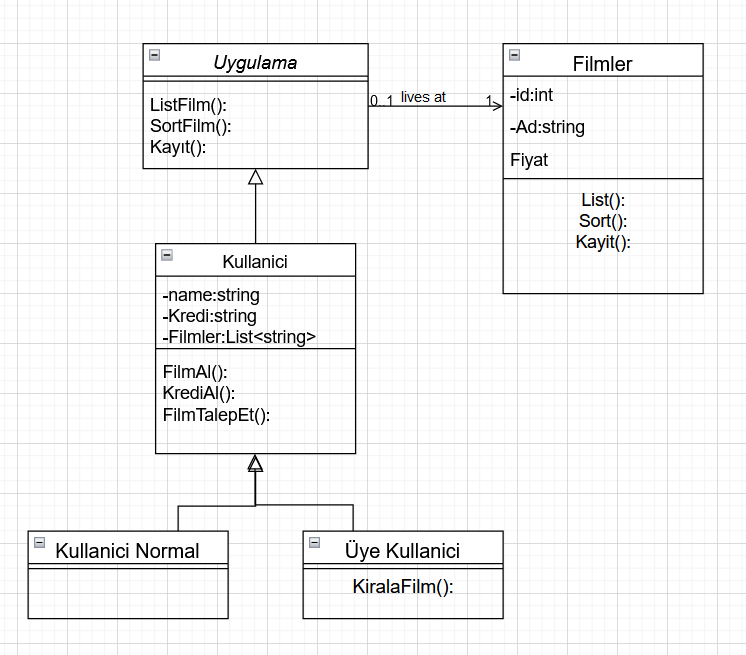 Uygulama
ListFilm():
SortFilm():
Kayıt():
0..1 lives at 1
Filmler
-id:int
-Ad:string
Fiyat
List():
Sort():
Kayit():
Kullanici
-name:string
-Kredi:string
-Filmler:List<string>
FilmAl():
KrediAl():
FilmTalepEt():
Kullanici Normal
Üye Kullanici
KiralaFilm():